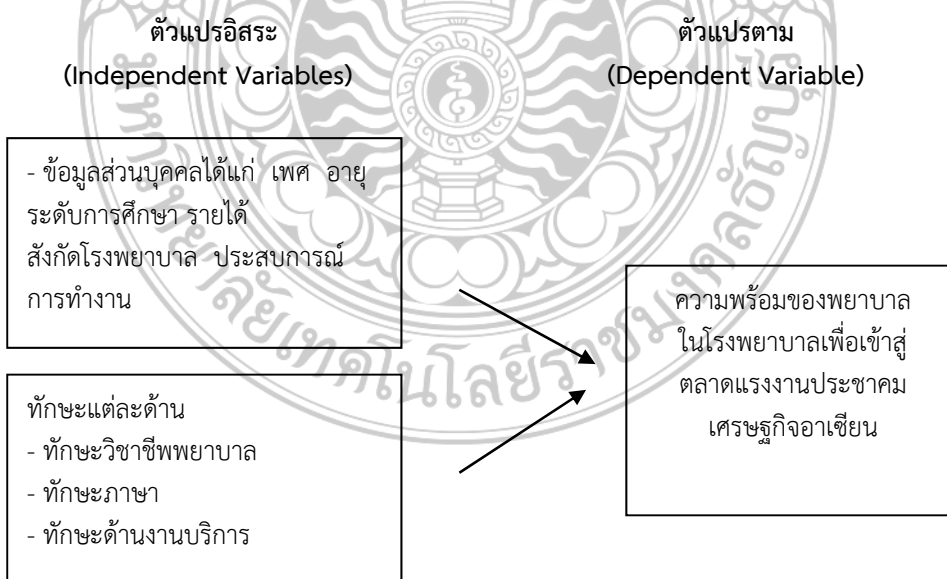 ตัวแปรอิสระ
(Independent Variables)
ตัวแปรตาม
(Dependent Variable)
- ข้อมูลส่วนบุคคลได้แก่ เพศ อายุ
ระดับการศึกษา รายได้
สังกัดโรงพยาบาล ประสบการณ์
การทำงาน
ทักษะแต่ละด้าน
- ทักษะวิชาชีพพยาบาล
- ทักษะภาษา
- ทักษะด้านงานบริการ
ความพร้อมของพยาบาล
ในโรงพยาบาลเพื่อเข้าสู่
ตลาดแรงงานประชาคม
เศรษฐกิจอาเซียน